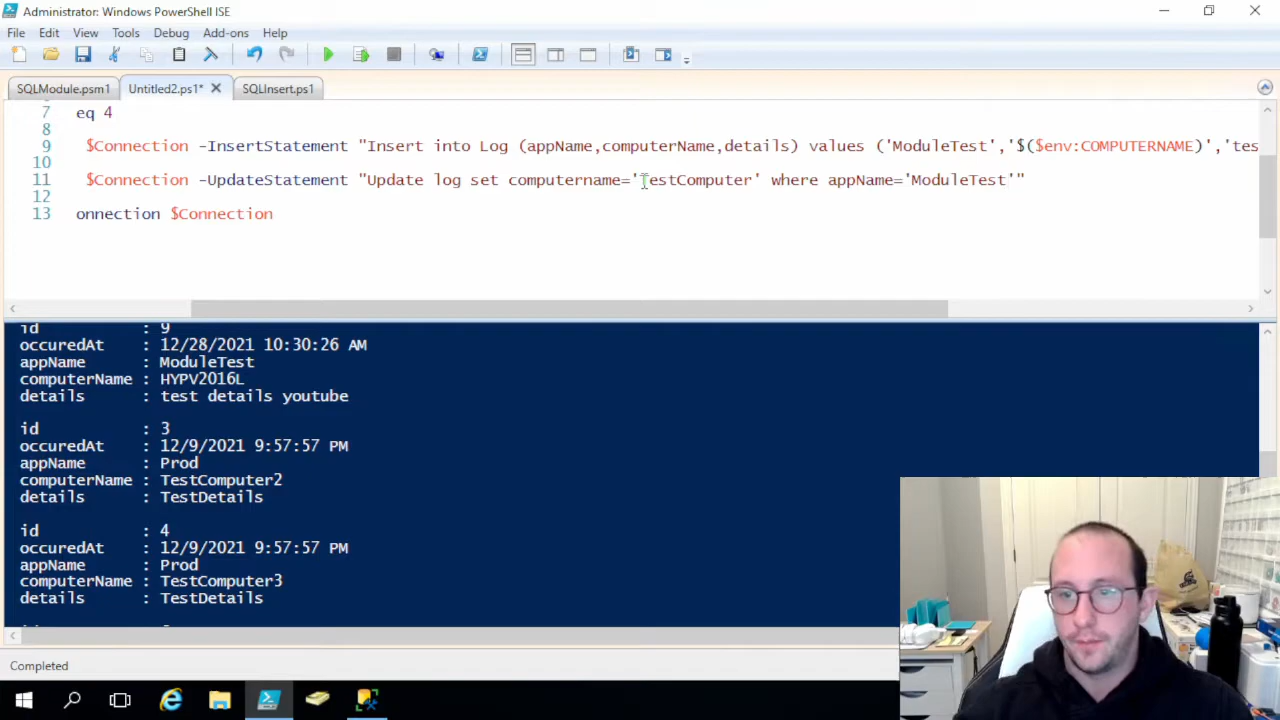 Administrator: Windows PowerShell ISE
File Edit View Tools Debug Add-ons Help
SQLModule.psm1 Untitled2.ps1* SQLInsert.ps1
7 eq 4
8
9 $Connection -InsertStatement "Insert into Log (appName,computerName,details) values ('ModuleTest','$($env:COMPUTERNAME)','tes
10
11 $Connection -UpdateStatement "Update log set computername='TestComputer' where appName='ModuleTest'"
12
13 onnection $Connection
id : 9
occuredAt : 12/28/2021 10:30:26 AM
appName : ModuleTest
computerName : HYPV2016L
details : test details youtube
id : 3
occuredAt : 12/9/2021 9:57:57 PM
appName : Prod
computerName : TestComputer2
details : TestDetails
id : 4
occuredAt : 12/9/2021 9:57:57 PM
appName : Prod
computerName : TestComputer3
details : TestDetails
Completed